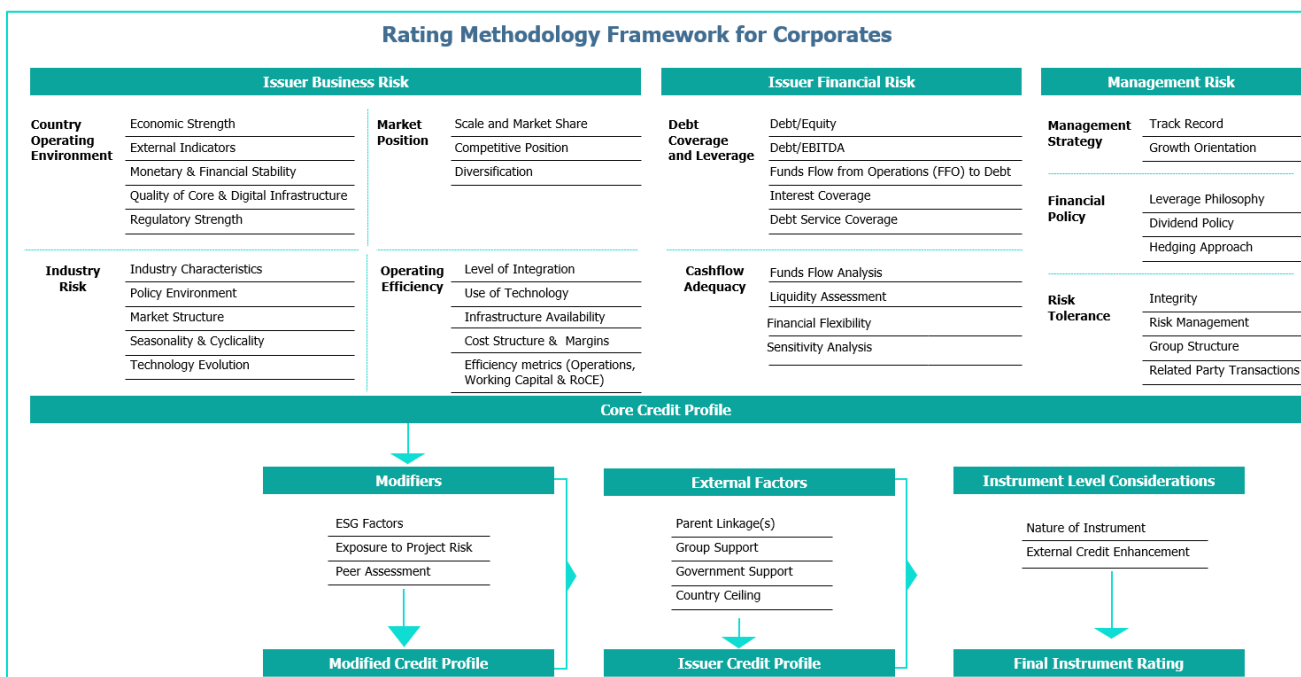 Rating Methodology Framework for Corporates
Issuer Business Risk
Country
Operating
Environment
Economic Strength
External Indicators
Monetary & Financial Stability
Quality of Core & Digital Infrastructure
Regulatory Strength
Market
Position
Scale and Market Share
Competitive Position
Diversification
Industry
Risk
Industry Characteristics
Policy Environment
Market Structure
Seasonality & Cyclicality
Technology Evolution
Operating
Efficiency
Level of Integration
Use of Technology
Infrastructure Availability
Cost Structure & Margins
Efficiency metrics (Operations,
Working Capital & RoCE)
Issuer Financial Risk
Debt
Coverage
and Leverage
Debt/Equity
Debt/EBITDA
Funds Flow from Operations (FFO) to Debt
Interest Coverage
Debt Service Coverage
Cashflow
Adequacy
Funds Flow Analysis
Liquidity Assessment
Financial Flexibility
Sensitivity Analysis
Management Risk
Management
Strategy
Track Record
Growth Orientation
Financial
Policy
Leverage Philosophy
Dividend Policy
Hedging Approach
Risk
Tolerance
Integrity
Risk Management
Group Structure
Related Party Transactions
Core Credit Profile
Modifiers
ESG Factors
Exposure to Project Risk
Peer Assessment
Modified Credit Profile
External Factors
Parent Linkage(s)
Group Support
Government Support
Country Ceiling
Issuer Credit Profile
Instrument Level Considerations
Nature of Instrument
External Credit Enhancement
Final Instrument Rating